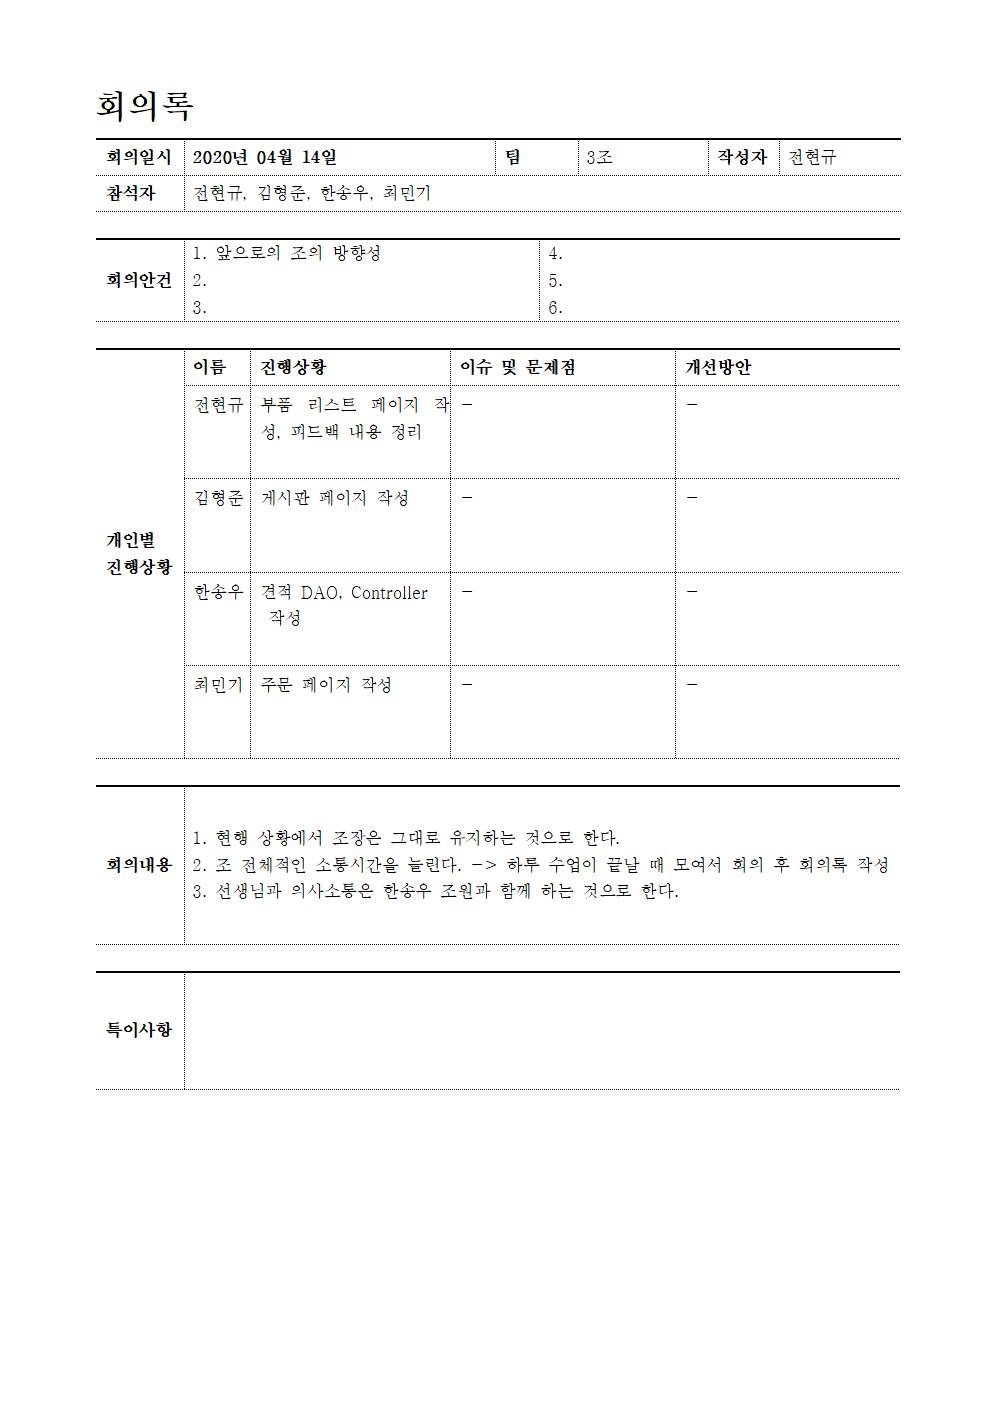 회의록
회의일시 2020년 04월 14일 팀 3조 작성자 전현규
참석자 전현규, 김형준, 한송우, 최민기
회의안건
1. 앞으로의 조의 방향성
2.
3.
4.
5.
6.
개인별
진행상황
이름 진행상황 이슈 및 문제점 개선방안
전현규 부품 리스트 페이지 작 - -
성, 피드백 내용 정리
김형준 게시판 페이지 작성 - -
한송우 견적 DAO, Controller - -
작성
최민기 주문 페이지 작성 - -
회의내용
1. 현행 상황에서 조장은 그대로 유지하는 것으로 한다.
2. 조 전체적인 소통시간을 늘린다. -> 하루 수업이 끝날 때 모여서 회의 후 회의록 작성
3. 선생님과 의사소통은 한송우 조원과 함께 하는 것으로 한다.
특이사항